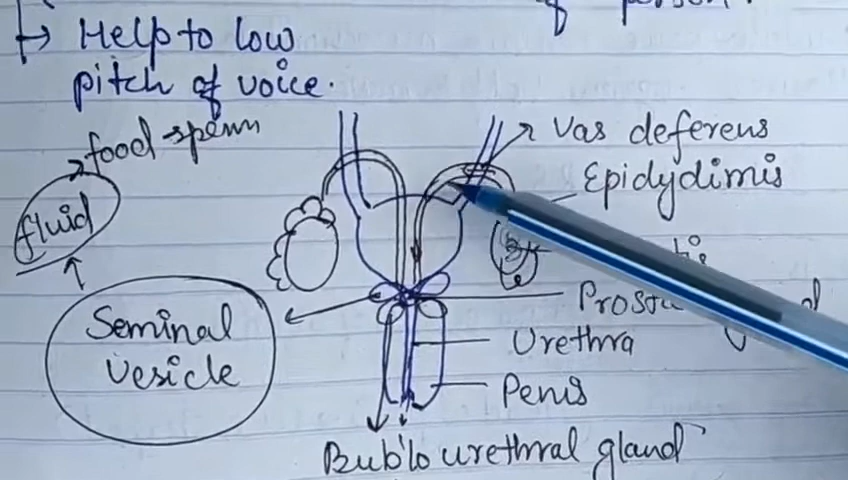 → Help to low
pitch of voice.
food → sperm
fluid
Seminal
vesicle
Vas deferens
Epidydimis
Urethra
Penis
Bub'lo urethral gland